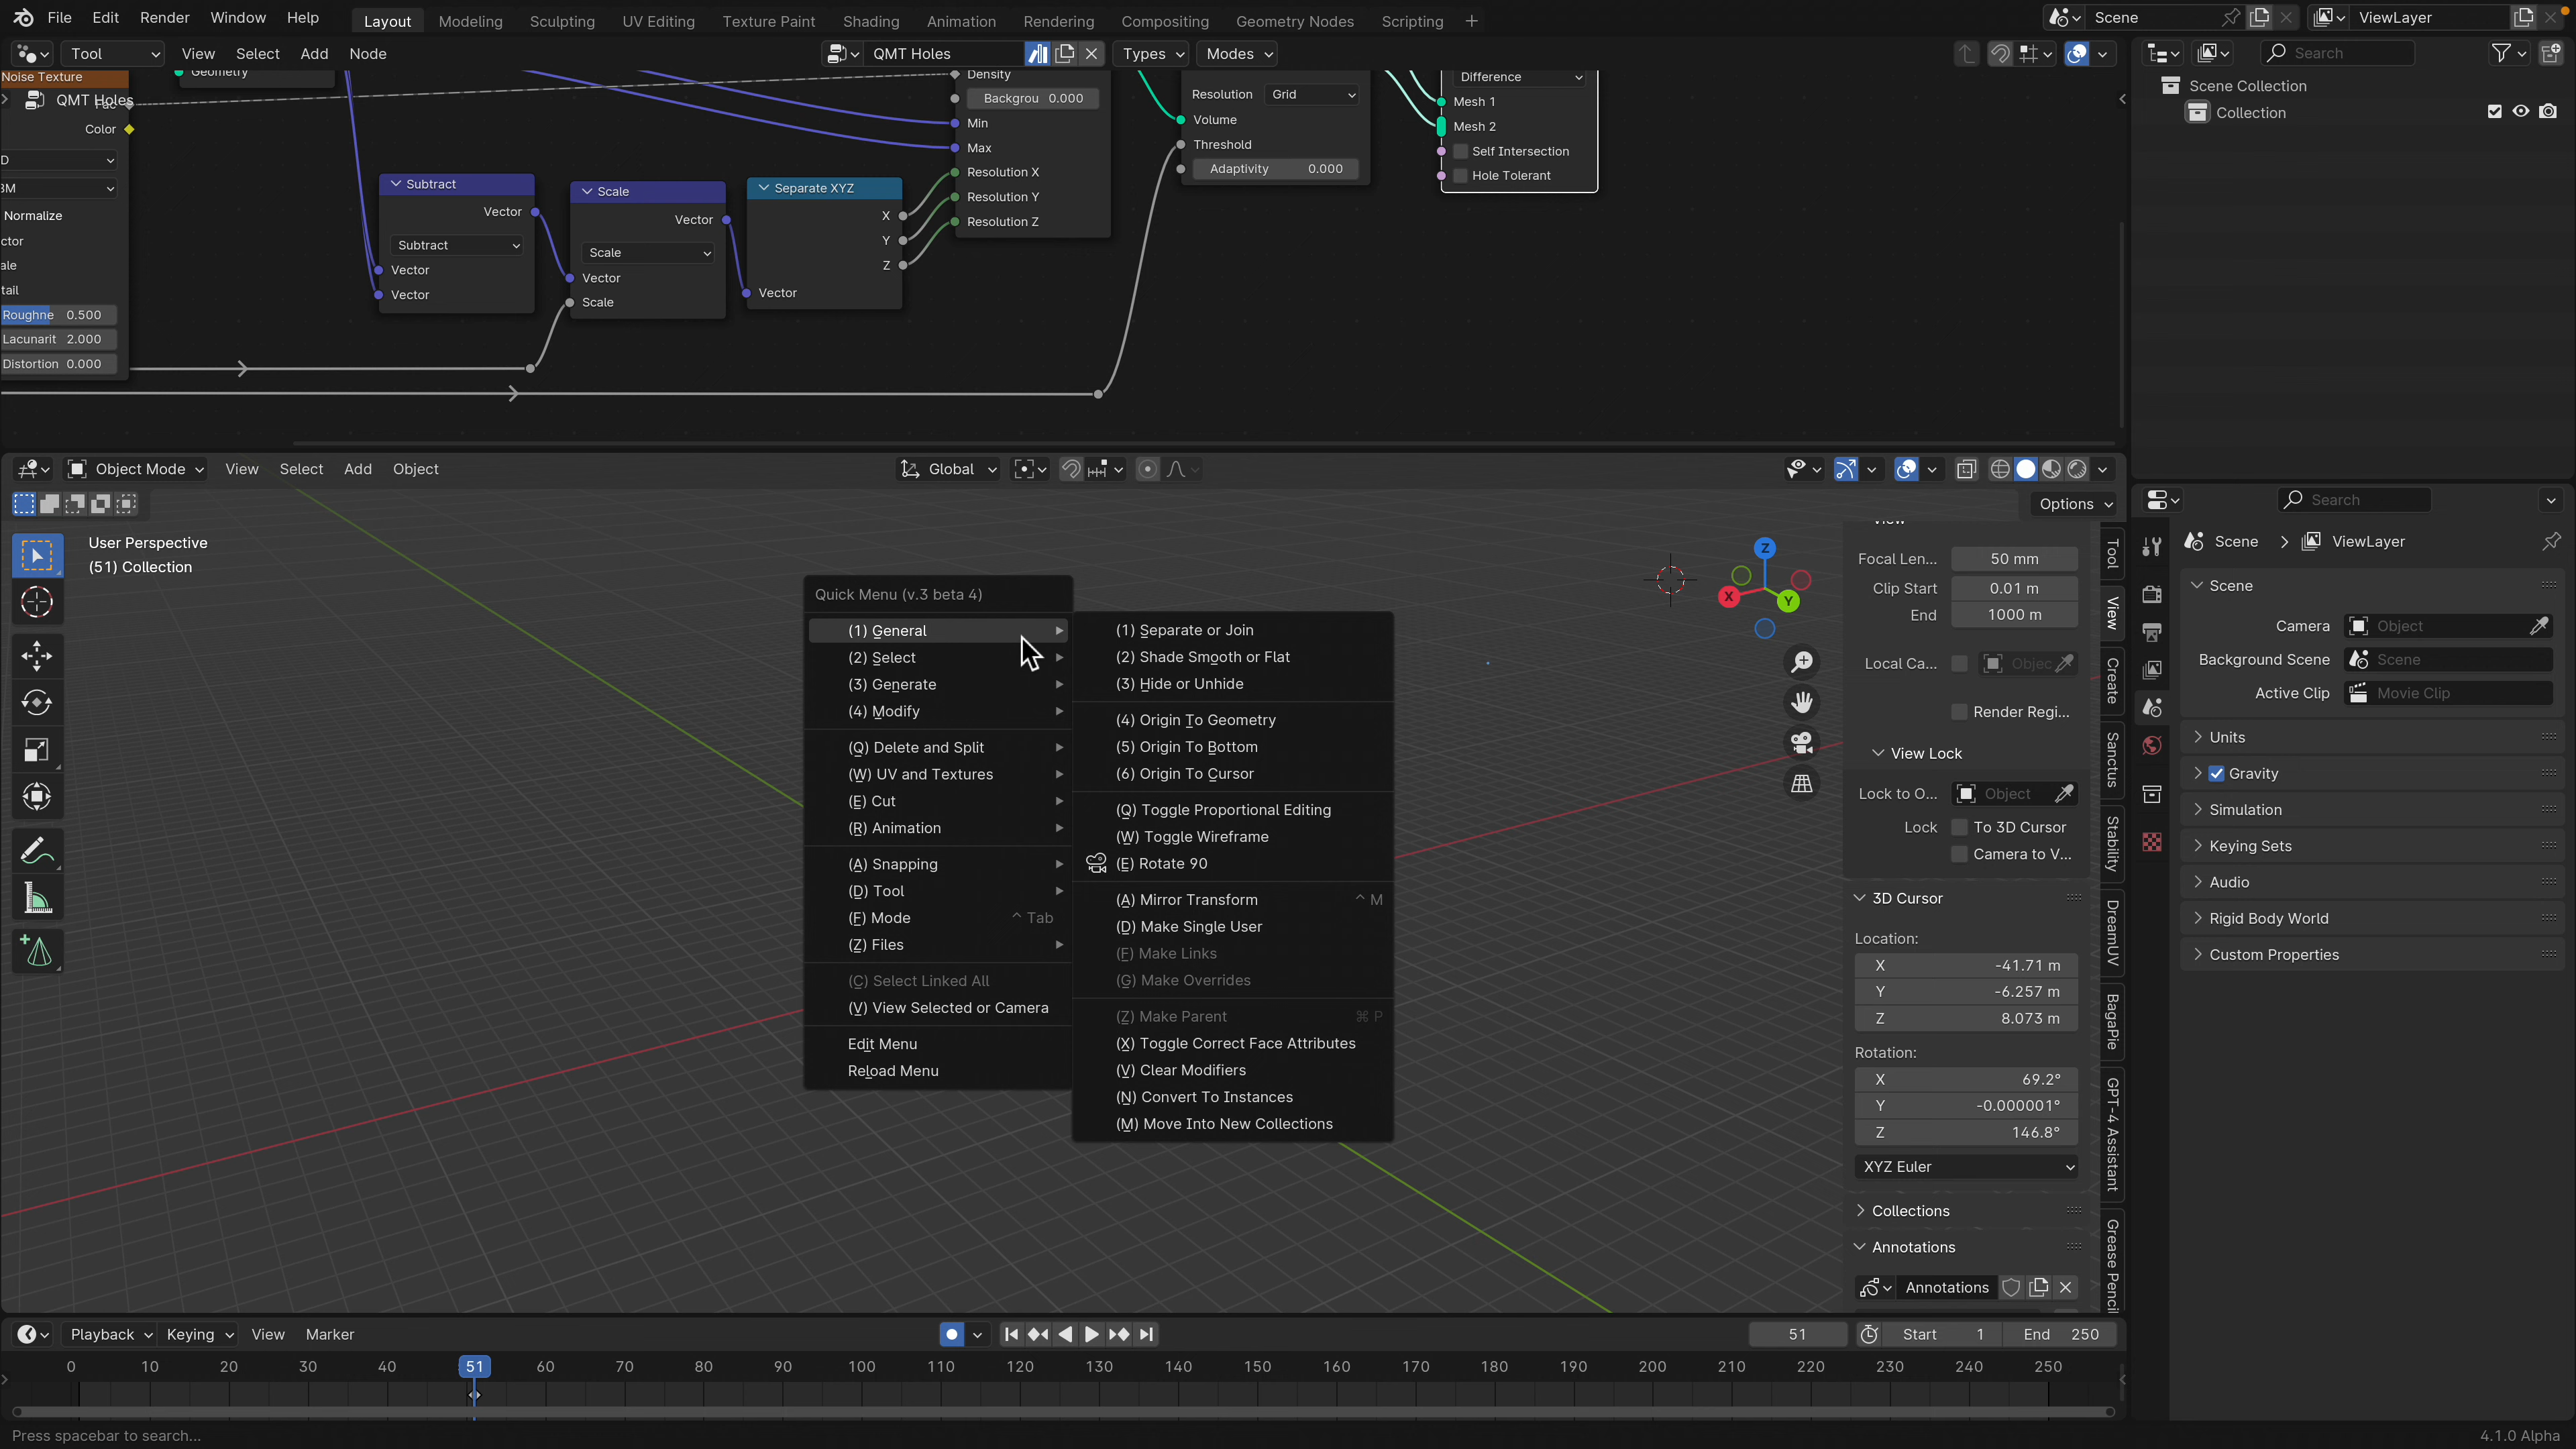 File Edit Render Window Help
Layout Modeling Sculpting UV Editing Texture Paint Shading Animation Rendering Compositing Geometry Nodes Scripting
Scene
ViewLayer
Tool View Select Add Node
QMT Holes
Types Modes
Search
Noise Texture
QMT Holes
Color
Normalize
Roughne 0.500
Lacunarit 2.000
Distortion 0.000
Geometry
Subtract
Vector
Subtract
Vector
Vector
Scale
Vector
Scale
Vector
Scale
Separate XYZ
X
Y
Z
Vector
Density
Backgrou 0.000
Min
Max
Resolution X
Resolution Y
Resolution Z
Resolution Grid
Volume
Threshold
Adaptivity 0.000
Difference
Mesh 1
Mesh 2
Self Intersection
Hole Tolerant
Scene Collection
Collection
Object Mode View Select Add Object
Global
Options
User Perspective
(51) Collection
Quick Menu (v.3 beta 4)
(1) General
(2) Select
(3) Generate
(4) Modify
(Q) Delete and Split
(W) UV and Textures
(E) Cut
(R) Animation
(A) Snapping
(D) Tool
(F) Mode ^ Tab
(Z) Files
(C) Select Linked All
(V) View Selected or Camera
Edit Menu
Reload Menu
(1) Separate or Join
(2) Shade Smooth or Flat
(3) Hide or Unhide
(4) Origin To Geometry
(5) Origin To Bottom
(6) Origin To Cursor
(Q) Toggle Proportional Editing
(W) Toggle Wireframe
(E) Rotate 90
(A) Mirror Transform ^ M
(D) Make Single User
(F) Make Links
(G) Make Overrides
(Z) Make Parent ⌘ P
(X) Toggle Correct Face Attributes
(V) Clear Modifiers
(N) Convert To Instances
(M) Move Into New Collections
Z
X
Y
View
Focal Len... 50 mm
Clip Start 0.01 m
End 1000 m
Local Ca... Objec
Render Regi...
View Lock
Lock to O... Object
Lock To 3D Cursor
Camera to V...
3D Cursor
Location:
X -41.71 m
Y -6.257 m
Z 8.073 m
Rotation:
X 69.2°
Y -0.000001°
Z 146.8°
XYZ Euler
Collections
Annotations
Annotations
Tool
View
Create
Sanctus
Stability
DreamUV
BagaPie
GPT-4 Assistant
Grease Pencil
Search
Scene > ViewLayer
Scene
Camera Object
Background Scene Scene
Active Clip Movie Clip
Units
Gravity
Simulation
Keying Sets
Audio
Rigid Body World
Custom Properties
Playback Keying View Marker
51
Start 1
End 250
0 10 20 30 40 51 60 70 80 90 100 110 120 130 140 150 160 170 180 190 200 210 220 230 240 250
Press spacebar to search...
4.1.0 Alpha